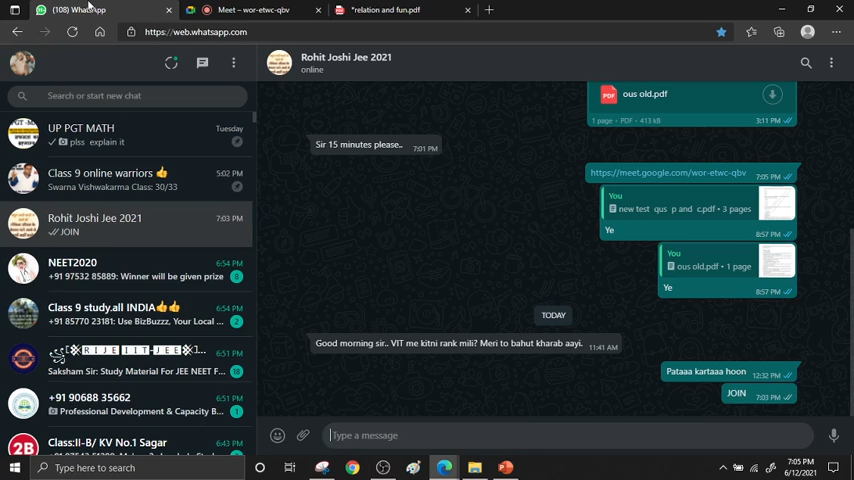 (108) WhatsApp
Meet – wor-etwc-qbv
*relation and fun.pdf
https://web.whatsapp.com
Search or start new chat
UP PGT MATH
Tuesday
plss explain it
Class 9 online warriors 👍
5:02 PM
Swarna Vishwakarma Class: 30/33
Rohit Joshi Jee 2021
7:03 PM
JOIN
NEET2020
6:54 PM
+91 97532 85889: Winner will be given prize
8
Class 9 study.all INDIA👍👍
6:54 PM
+91 85770 23181: Use BizBuzzz, Your Local ...
2
R I J E I I T - J E E
6:51 PM
Saksham Sir: Study Material For JEE NEET F...
18
+91 90688 35662
6:51 PM
Professional Development & Capacity B...
1
2B
Class:II-B/ KV No.1 Sagar
6:43 PM
Rohit Joshi Jee 2021
online
PDF
ous old.pdf
1 page • PDF • 413 kB
3:11 PM
Sir 15 minutes please..
7:01 PM
https://meet.google.com/wor-etwc-qbv
7:05 PM
You
new test qus p and c.pdf • 3 pages
Ye
8:57 PM
You
ous old.pdf • 1 page
Ye
8:57 PM
TODAY
Good morning sir.. VIT me kitni rank mili? Meri to bahut kharab aayi.
11:41 AM
Pataaa kartaaa hoon
12:32 PM
JOIN
7:03 PM
Type a message
Type here to search
7:05 PM
6/12/2021